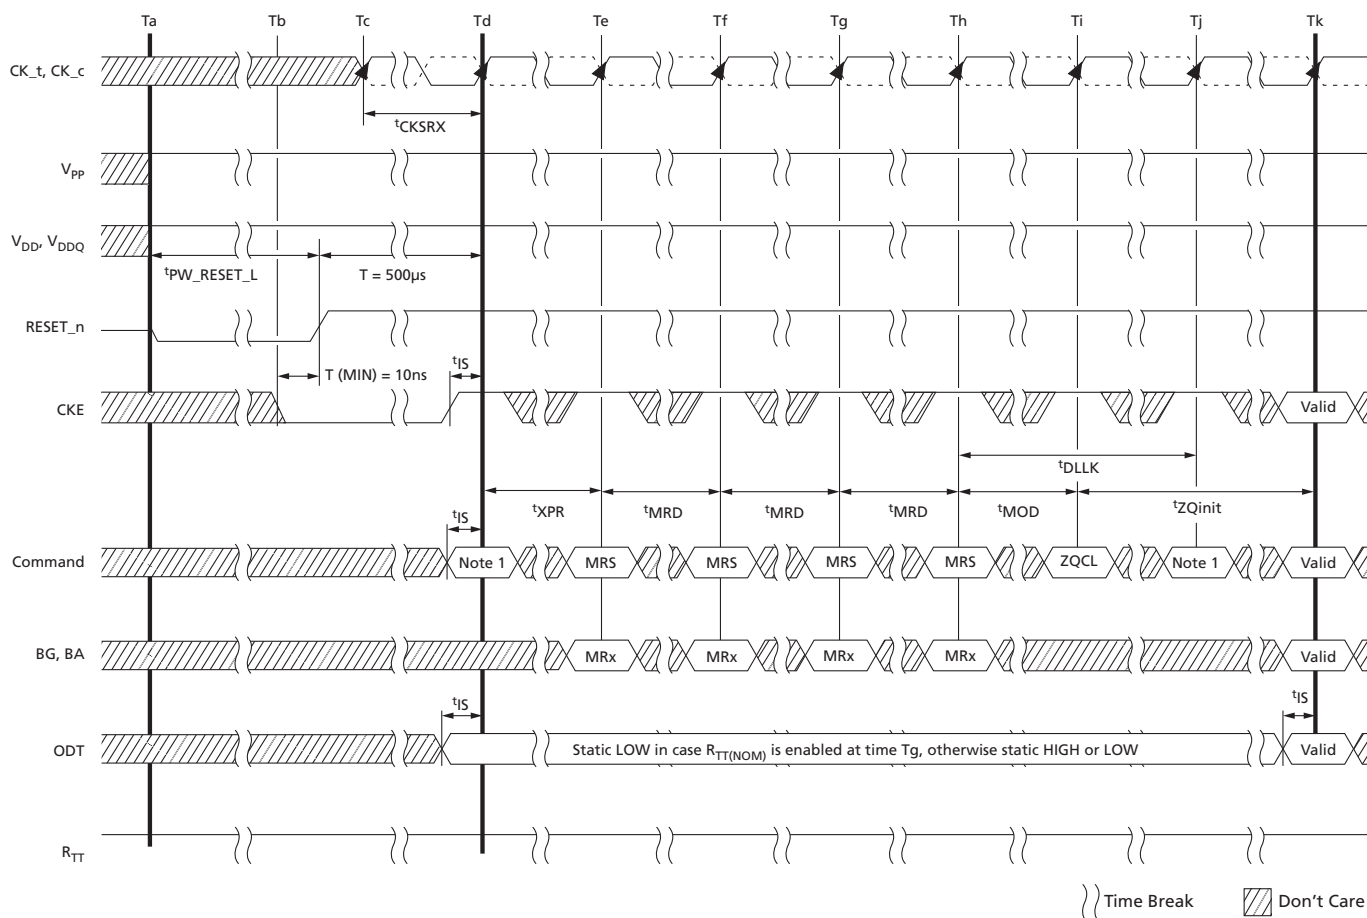 Ta Tb Tc Td Te Tf Tg Th Ti Tj Tk
CK_t, CK_c
tCKSRX
VPP
VDD, VDDQ
tPW_RESET_L T = 500µs
RESET_n
T (MIN) = 10ns tIS
CKE Valid
tDLLK
tXPR tMRD tMRD tMRD tMOD tZQinit
tIS
Command Note 1 MRS MRS MRS MRS ZQCL Note 1 Valid
BG, BA MRx MRx MRx MRx Valid
tIS tIS
ODT Static LOW in case RTT(NOM) is enabled at time Tg, otherwise static HIGH or LOW Valid
RTT
Time Break Don't Care